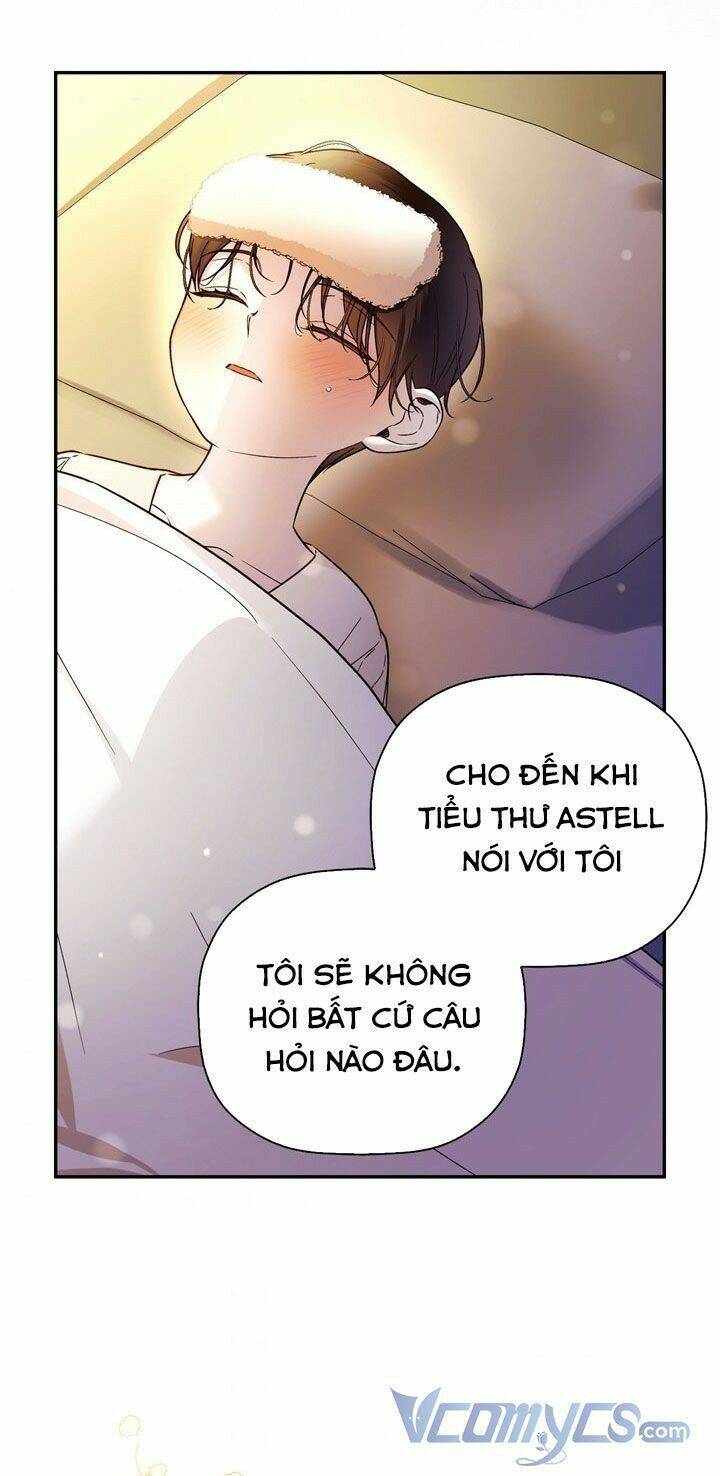 CHO ĐẾN KHI
TIỂU THƯ ASTELL
NÓI VỚI TÔI
TÔI SẼ KHÔNG
HỎI BẤT CỨ CÂU
HỎI NÀO ĐÂU.
VCOMYCS.com